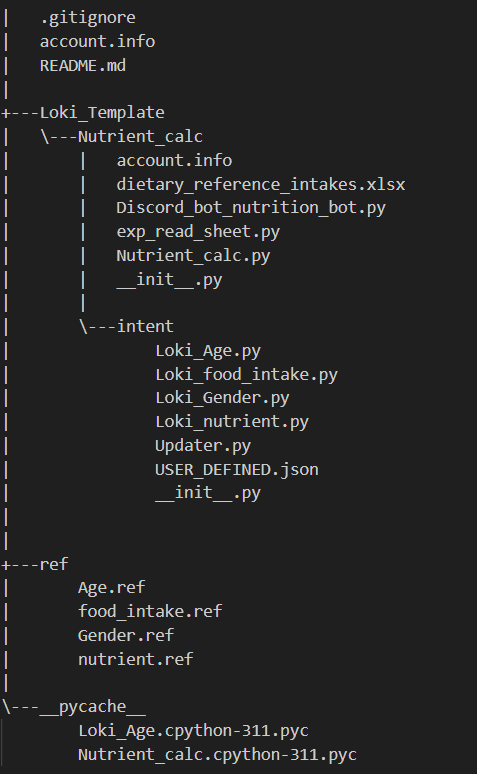 |   .gitignore
|   account.info
|   README.md
|
+---Loki_Template
|   \---Nutrient_calc
|       |   account.info
|       |   dietary_reference_intakes.xlsx
|       |   Discord_bot_nutrition_bot.py
|       |   exp_read_sheet.py
|       |   Nutrient_calc.py
|       |   __init__.py
|       |
|       \---intent
|               Loki_Age.py
|               Loki_food_intake.py
|               Loki_Gender.py
|               Loki_nutrient.py
|               Updater.py
|               USER_DEFINED.json
|               __init__.py
|
|
+---ref
|       Age.ref
|       food_intake.ref
|       Gender.ref
|       nutrient.ref
|
\---__pycache__
        Loki_Age.cpython-311.pyc
        Nutrient_calc.cpython-311.pyc